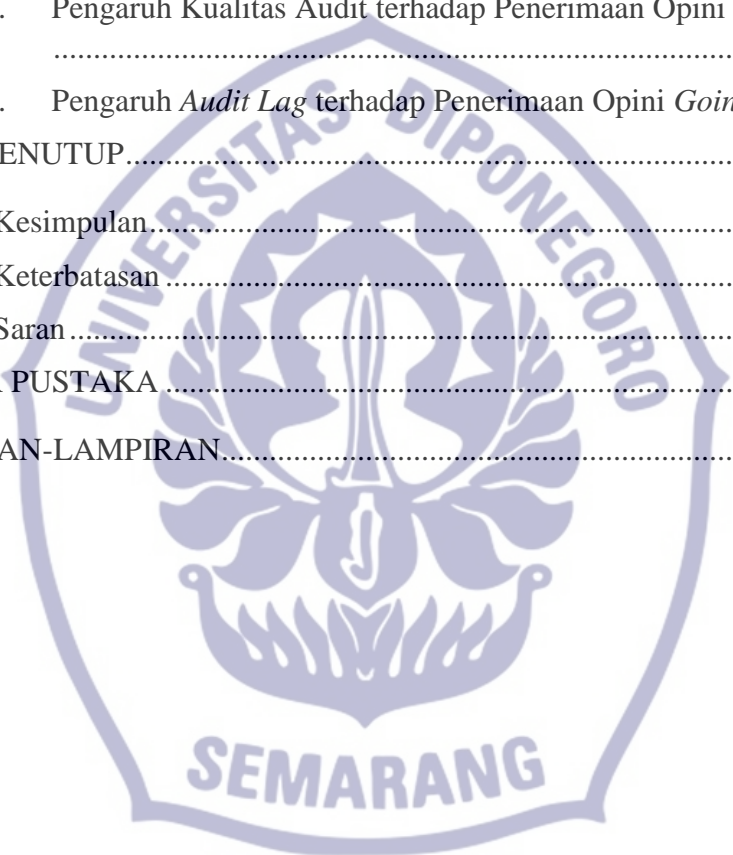 . Pengaruh Kualitas Audit terhadap Penerimaan Opini
....................................................................................
. Pengaruh Audit Lag terhadap Penerimaan Opini Goin
ENUTUP....................................................................................
Kesimpulan....................................................................................
Keterbatasan....................................................................................
Saran....................................................................................
PUSTAKA....................................................................................
AN-LAMPIRAN....................................................................................
UNIVERSITAS DIPONEGORO
SEMARANG